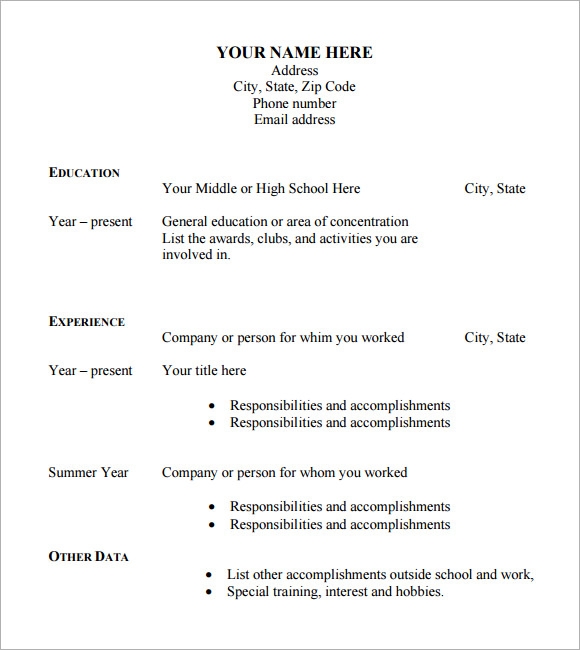 YOUR NAME HERE
Address
City, State, Zip Code
Phone number
Email address
EDUCATION
Your Middle or High School Here City, State
Year – present General education or area of concentration
List the awards, clubs, and activities you are
involved in.
EXPERIENCE
Company or person for whim you worked City, State
Year – present Your title here
• Responsibilities and accomplishments
• Responsibilities and accomplishments
Summer Year Company or person for whom you worked
• Responsibilities and accomplishments
• Responsibilities and accomplishments
OTHER DATA
• List other accomplishments outside school and work,
• Special training, interest and hobbies.